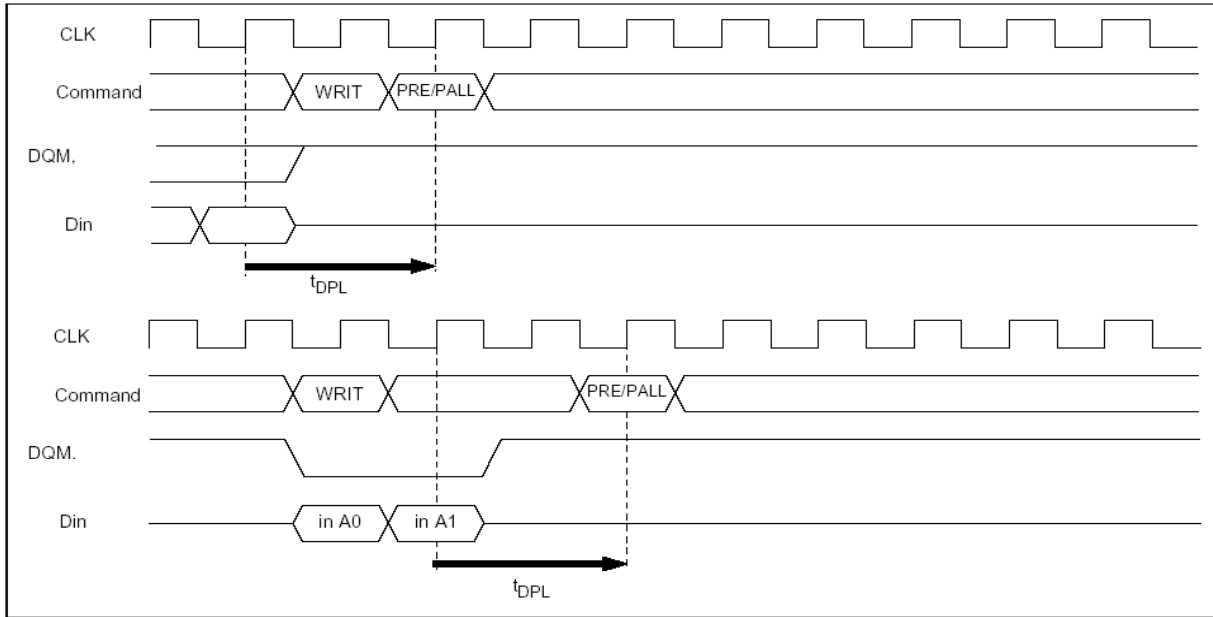 CLK
Command WRIT PRE/PALL
DQM,
Din
tDPL
CLK
Command WRIT PRE/PALL
DQM.
Din in A0 in A1
tDPL